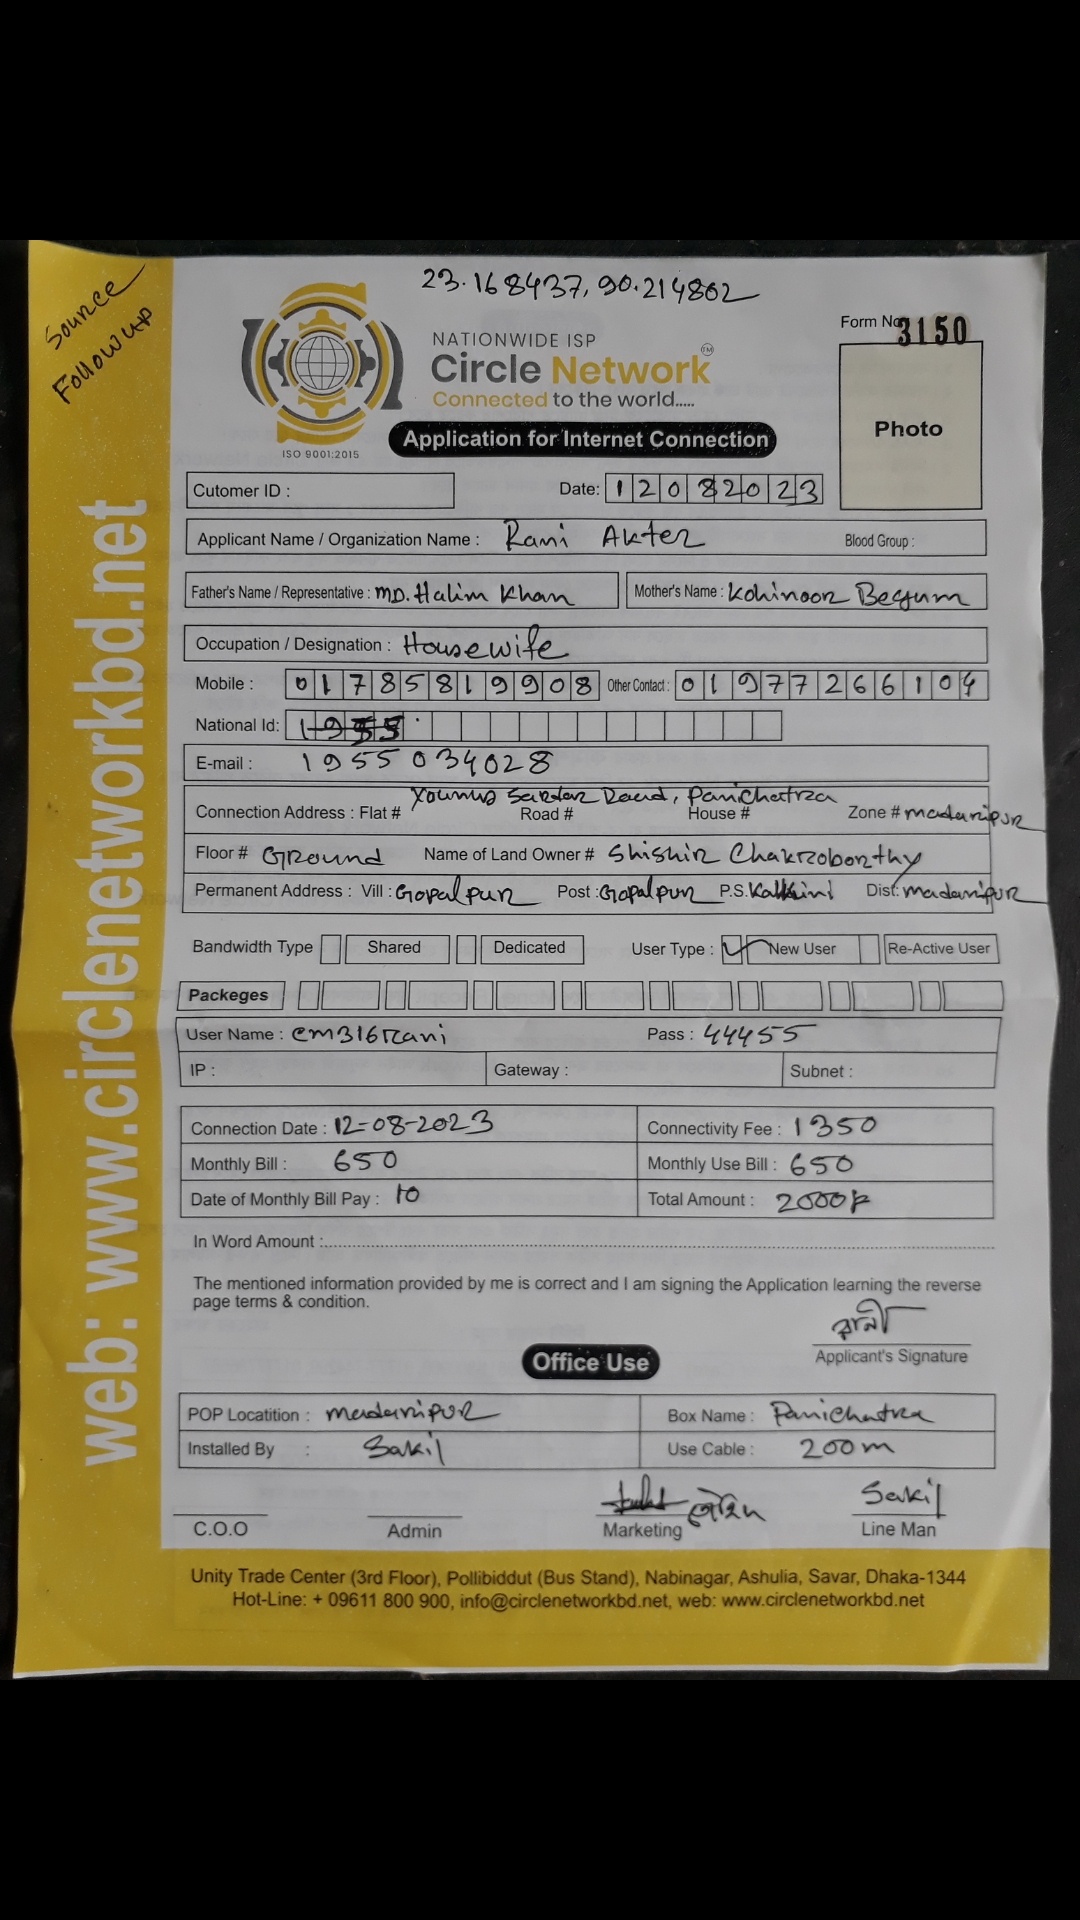 23.168437, 90.214802
Source
Followup
Form No 3150
NATIONWIDE ISP
Circle Network TM
Connected to the world.....
ISO 9001:2015
Application for Internet Connection
Photo
Cutomer ID :
Date: 12082023
Applicant Name / Organization Name : Rani Akter Blood Group :
Father's Name / Representative : MD. Halim Khan Mother's Name : Kohinoor Begum
Occupation / Designation : Housewife
Mobile : 01785819908 Other Contact : 01977266104
National Id: 1955
E-mail : 1955034028
Younus Sardar Road, Panichatra
Connection Address : Flat # Road # House # Zone # madaripur
Floor # Ground Name of Land Owner # Shishir Chakroborthy
Permanent Address : Vill : Gopalpur Post : Gopalpur P.S. Kalkini Dist: madaripur
Bandwidth Type Shared Dedicated User Type : New User Re-Active User
Packeges
User Name : cm316rani Pass : 44455
IP : Gateway : Subnet :
Connection Date : 12-08-2023 Connectivity Fee : 1350
Monthly Bill : 650 Monthly Use Bill : 650
Date of Monthly Bill Pay : 10 Total Amount : 2000
In Word Amount :
The mentioned information provided by me is correct and I am signing the Application learning the reverse
page terms & condition.
রানী
Applicant's Signature
Office Use
POP Locatition : madaripur Box Name : Panichatra
Installed By : Sakil Use Cable : 200m
Sakil
C.O.O Admin Marketing Line Man
Unity Trade Center (3rd Floor), Pollibiddut (Bus Stand), Nabinagar, Ashulia, Savar, Dhaka-1344
Hot-Line: + 09611 800 900, info@circlenetworkbd.net, web: www.circlenetworkbd.net
web: www.circlenetworkbd.net